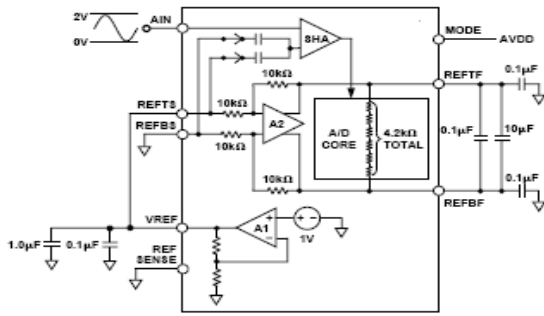 2V
0V
AIN
SHA
MODE
AVDD
10kΩ
REFTF
0.1μF
REFTS
10kΩ
REFBS
10kΩ
A2
A/D
CORE
4.2kΩ
TOTAL
0.1μF
10μF
10kΩ
0.1μF
REFBF
VREF
A1
1V
1.0μF
0.1μF
REF
SENSE